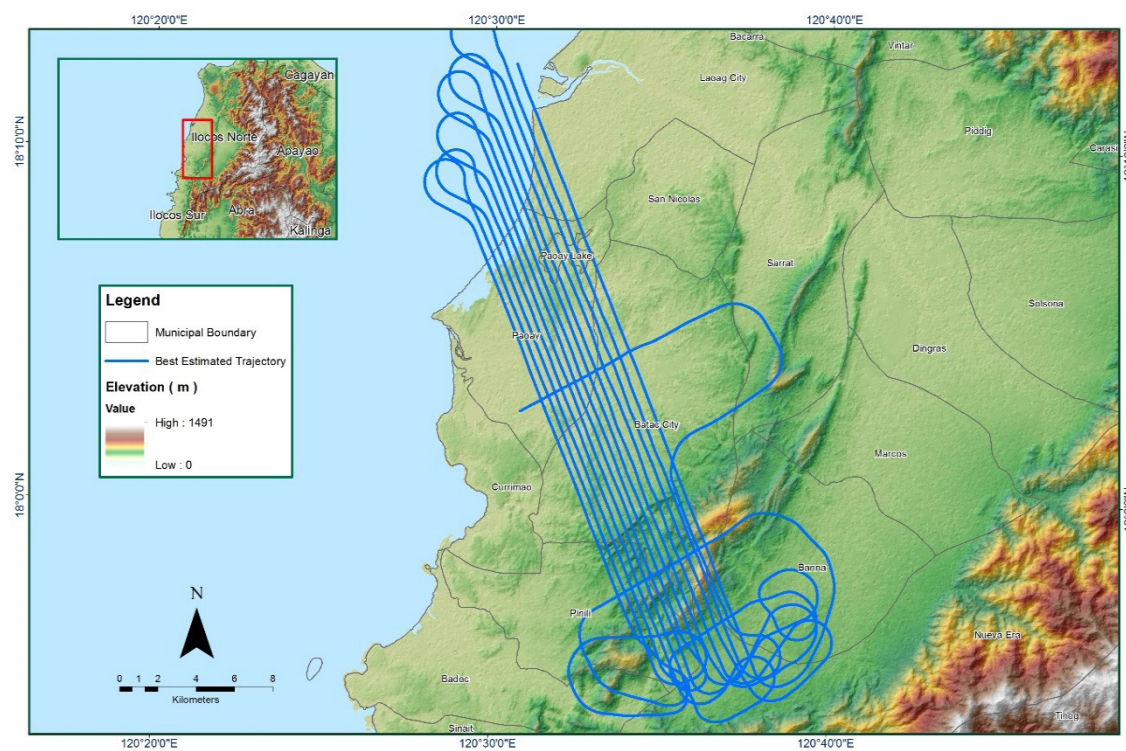 120°20'0"E
120°30'0"E
120°40'0"E
Bacarra
Vintar
Laoag City
Cagayan
Ilocos Norte
Apayao
Ilocos Sur
Abra
Kalinga
18°10'0"N
Piddig
Carasi
San Nicolas
Paoay Lake
Sarrat
Solsona
Legend
Municipal Boundary
Best Estimated Trajectory
Elevation ( m )
Value
High : 1491
Low : 0
Paoay
Dingras
Batac City
Marcos
Currimao
18°0'0"N
18°0'0"N
Banna
N
Pinili
Nueva Era
0 1 2 4 6 8
Kilometers
Badoc
Sinait
120°20'0"E
120°30'0"E
120°40'0"E